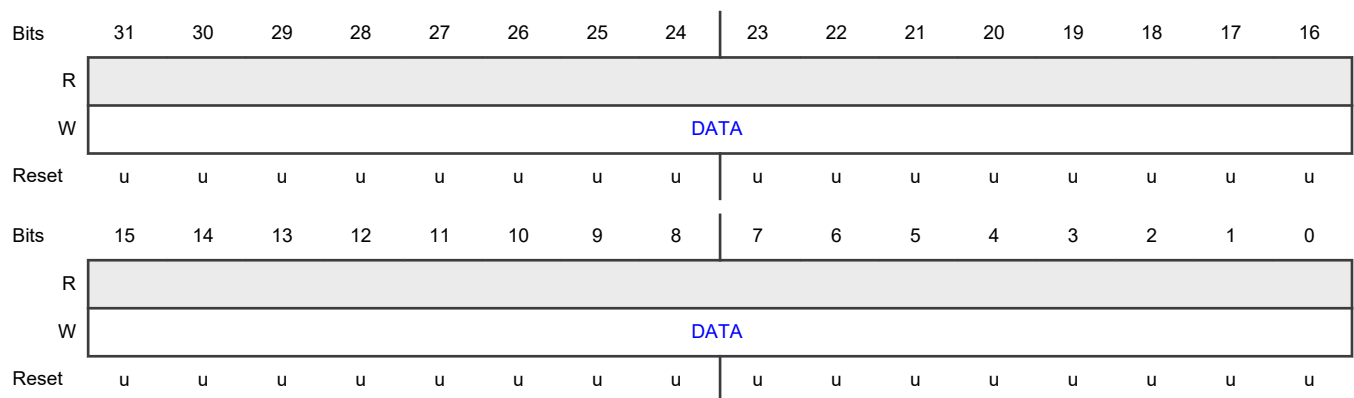 Bits 31 30 29 28 27 26 25 24 23 22 21 20 19 18 17 16
R
W DATA
Reset u u u u u u u u u u u u u u u u
Bits 15 14 13 12 11 10 9 8 7 6 5 4 3 2 1 0
R
W DATA
Reset u u u u u u u u u u u u u u u u